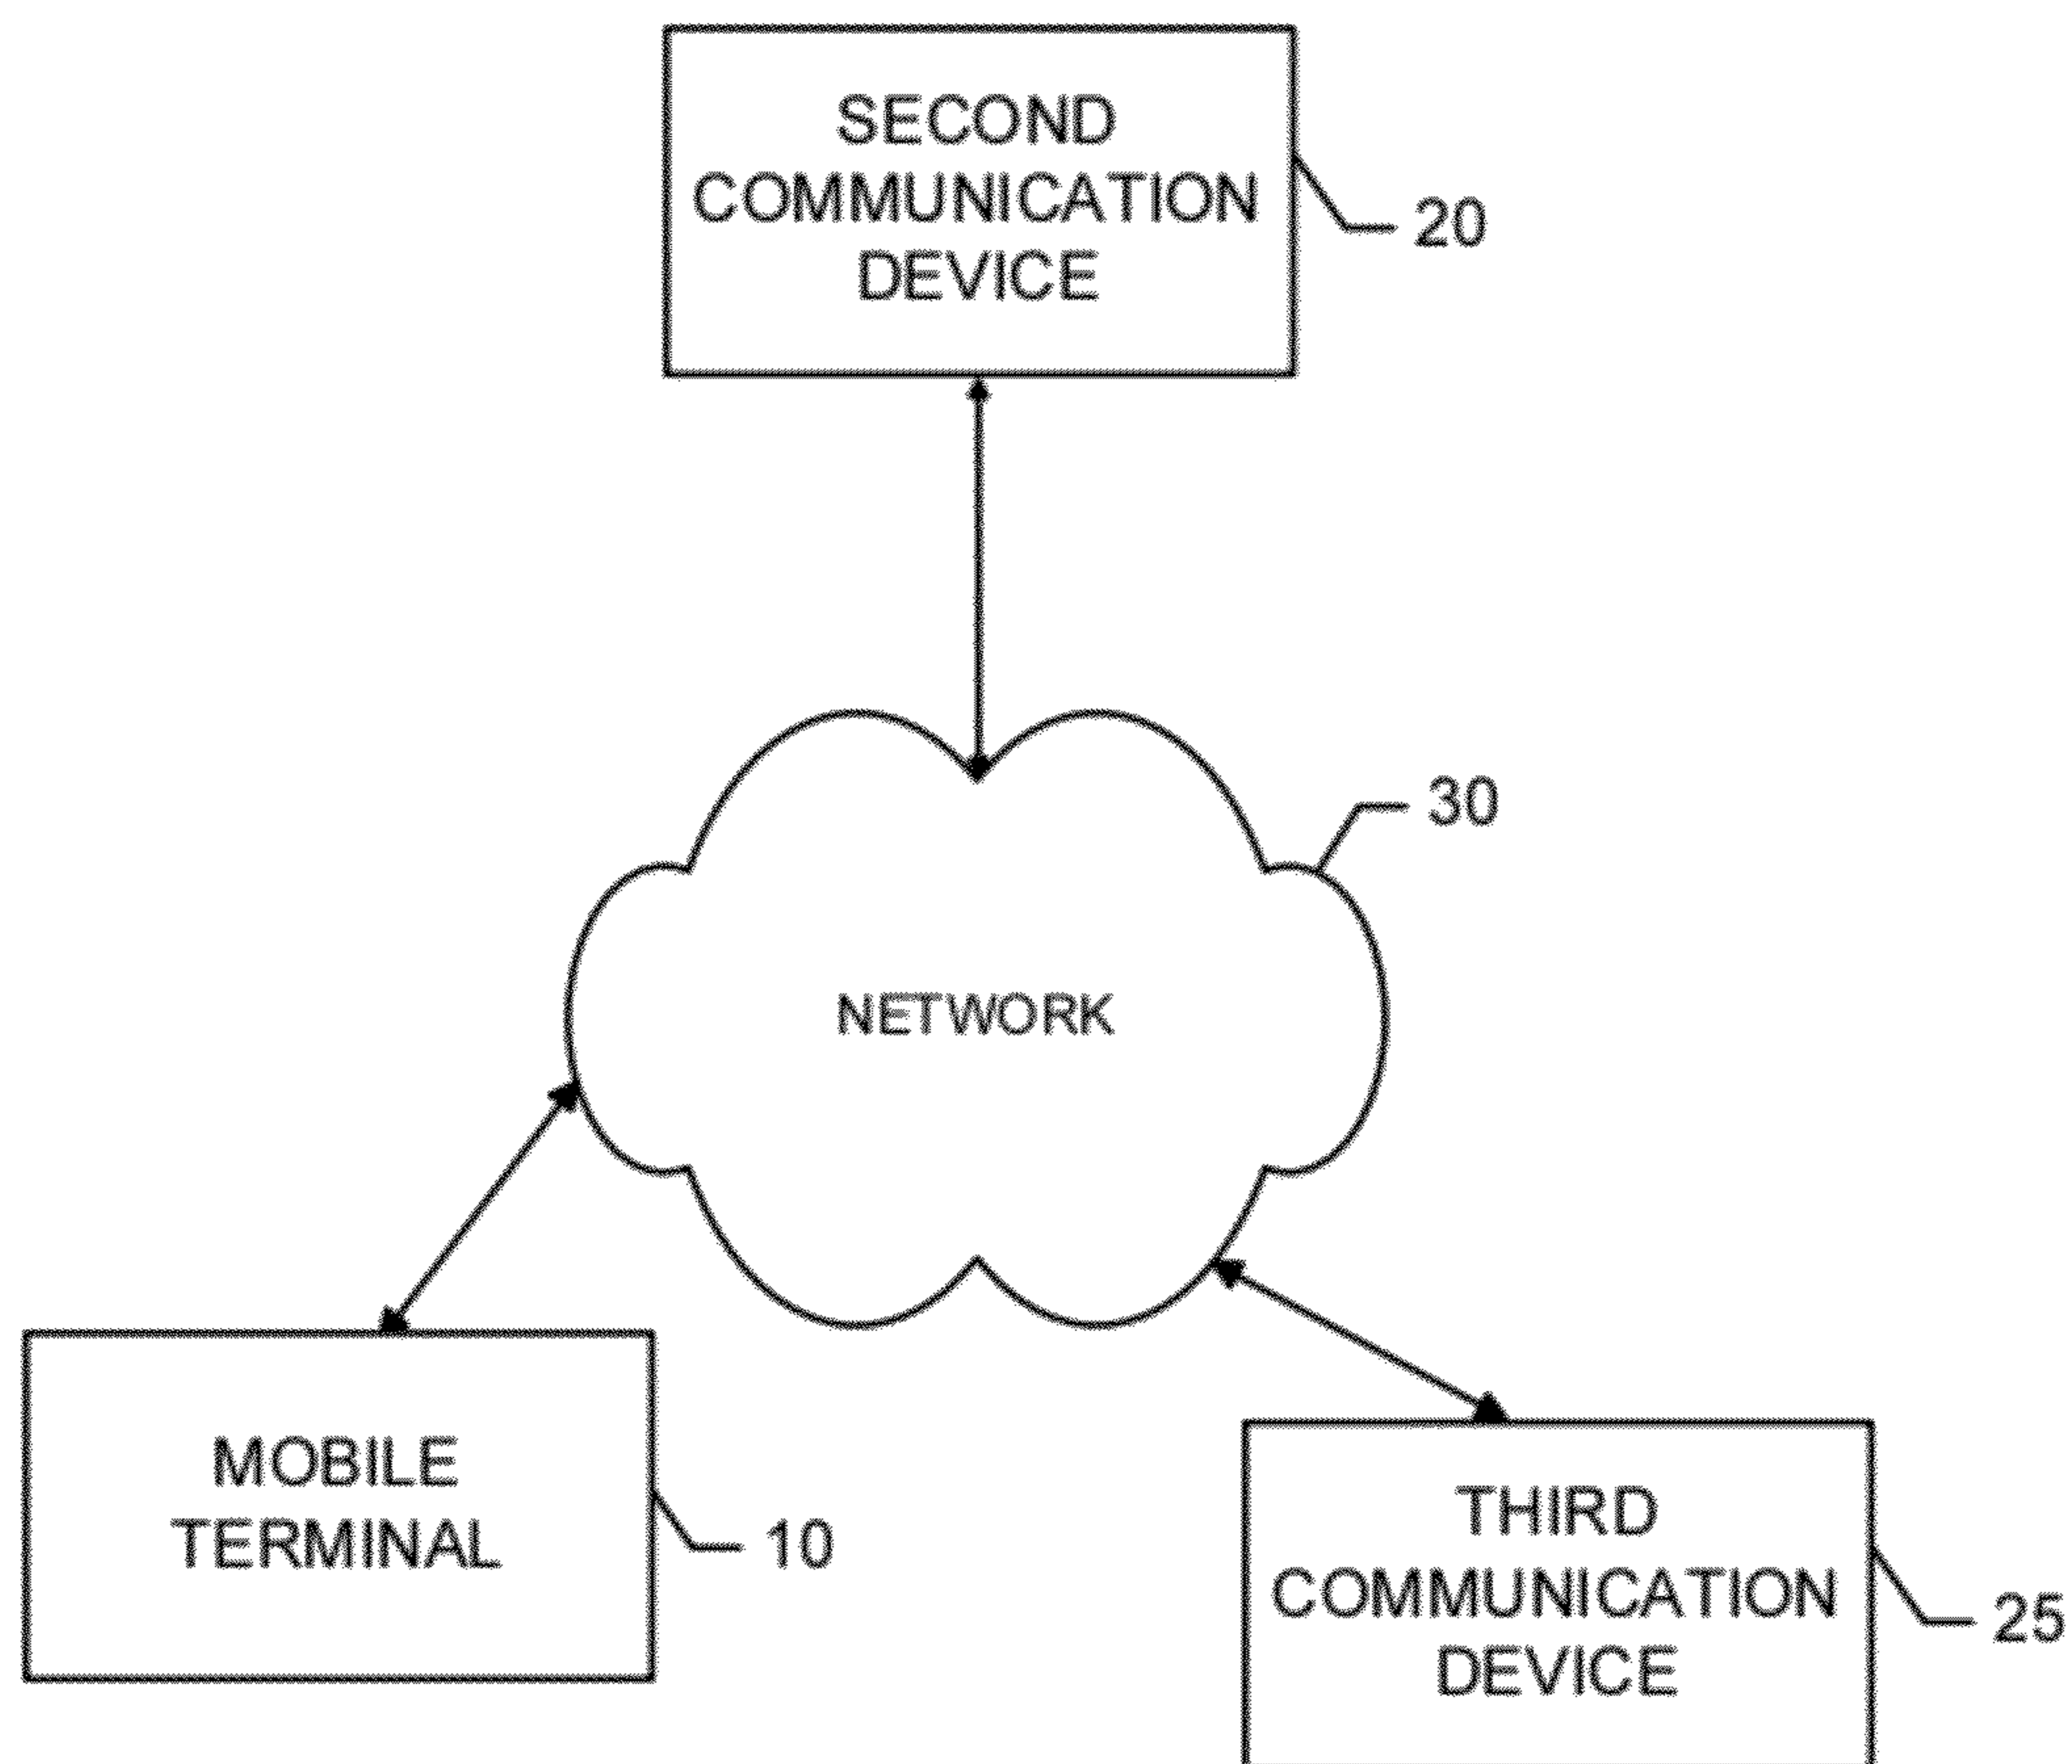 SECOND
COMMUNICATION
DEVICE
20
30
NETWORK
MOBILE
TERMINAL
10
THIRD
COMMUNICATION
DEVICE
25